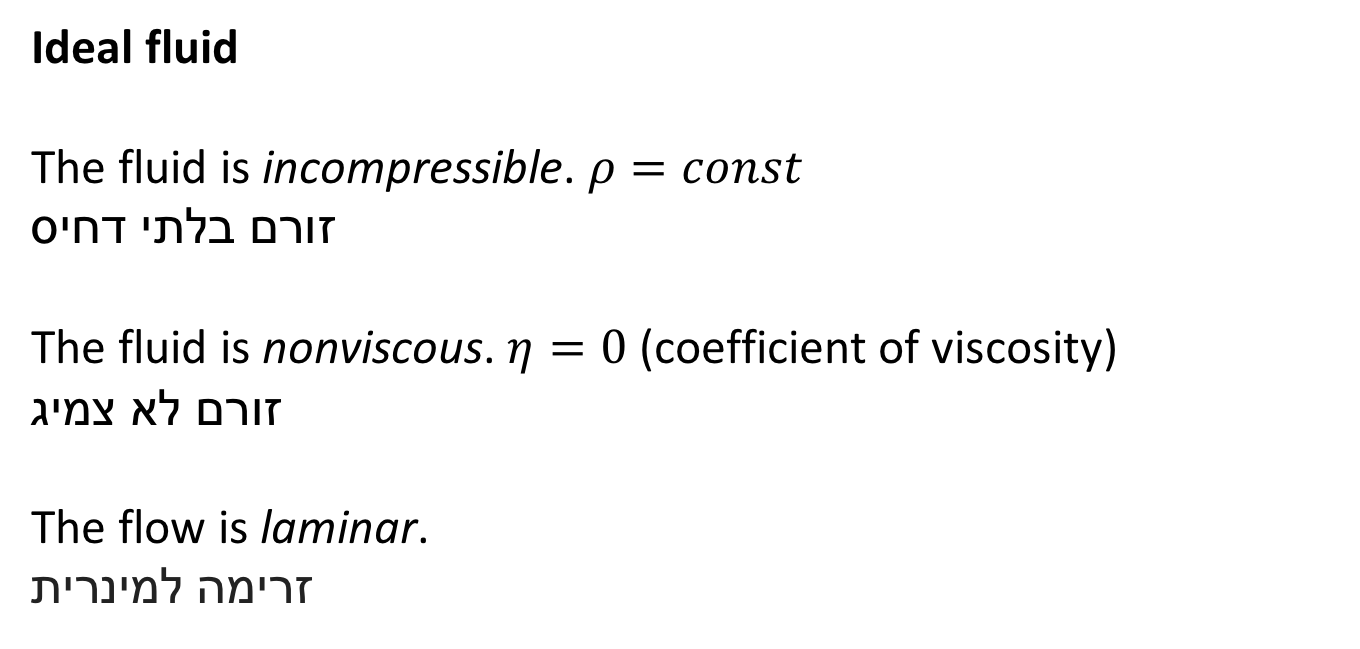 Ideal fluid
The fluid is incompressible. ρ = const
זורם בלתי דחיס
The fluid is nonviscous. η = 0 (coefficient of viscosity)
זורם לא צמיג
The flow is laminar.
זרימה למינרית